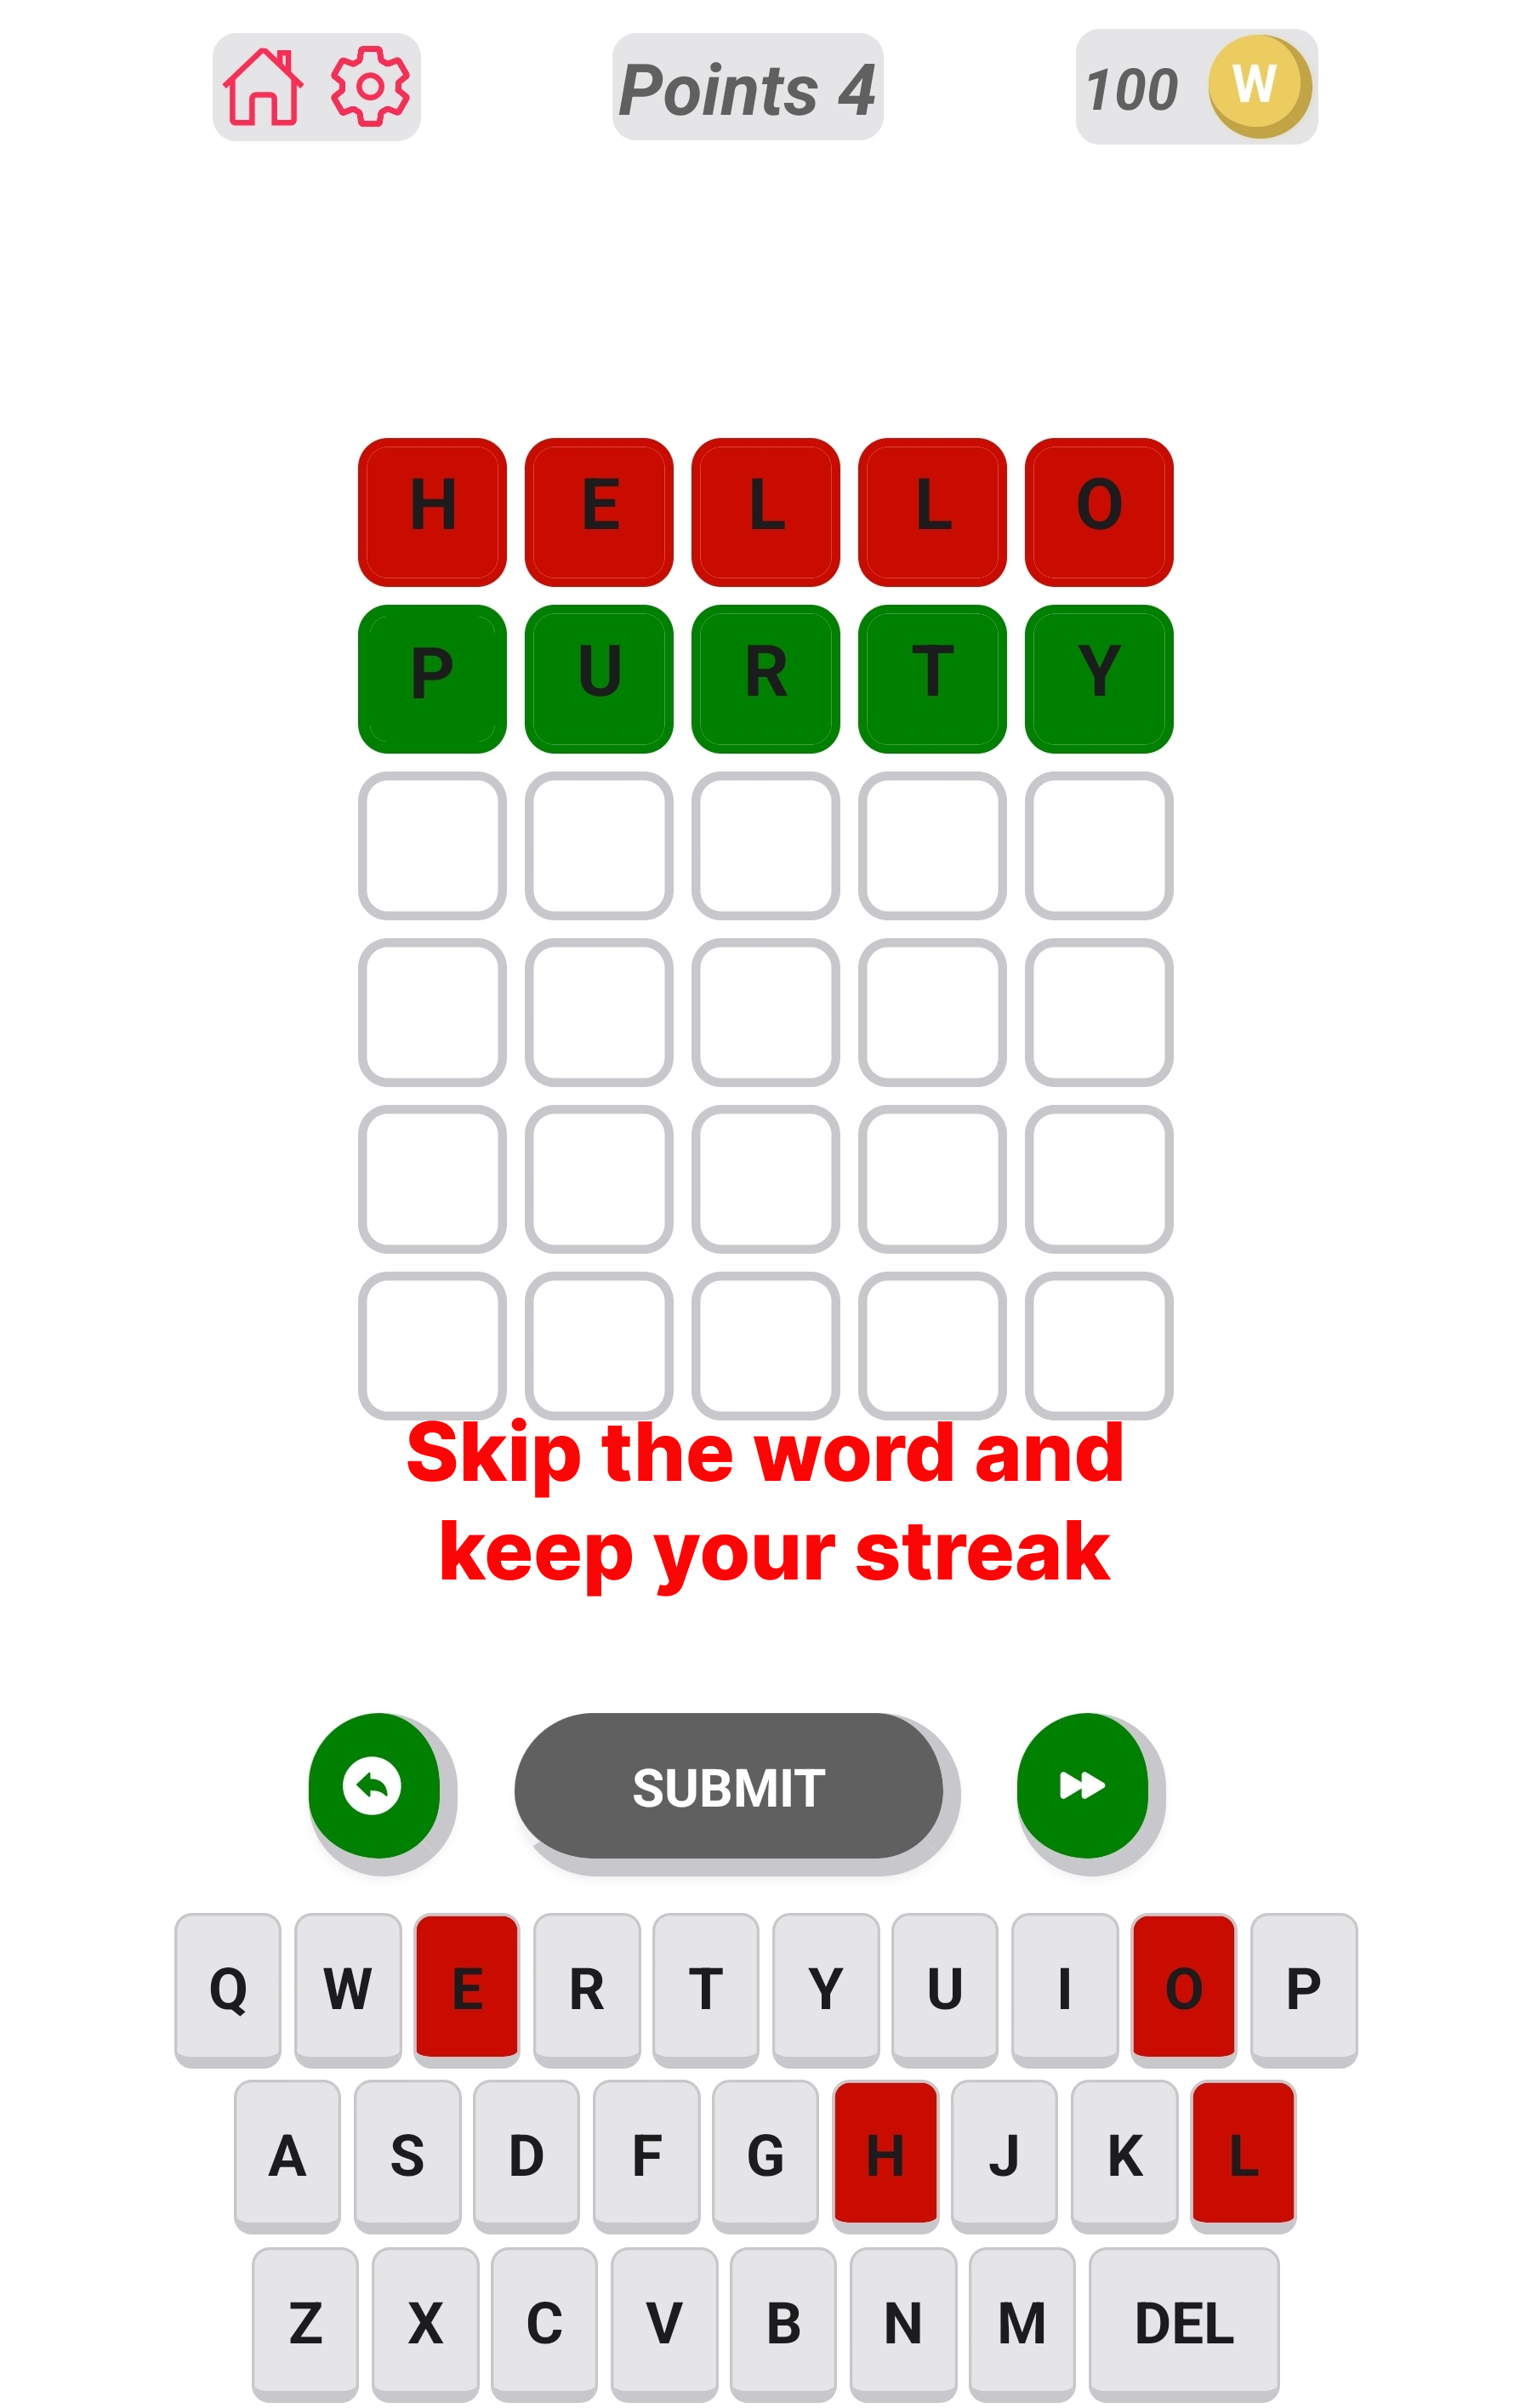 Points 4
100 W
H E L L O
P U R T Y
Skip the word and
keep your streak
SUBMIT
Q W E R T Y U I O P
A S D F G H J K L
Z X C V B N M DEL